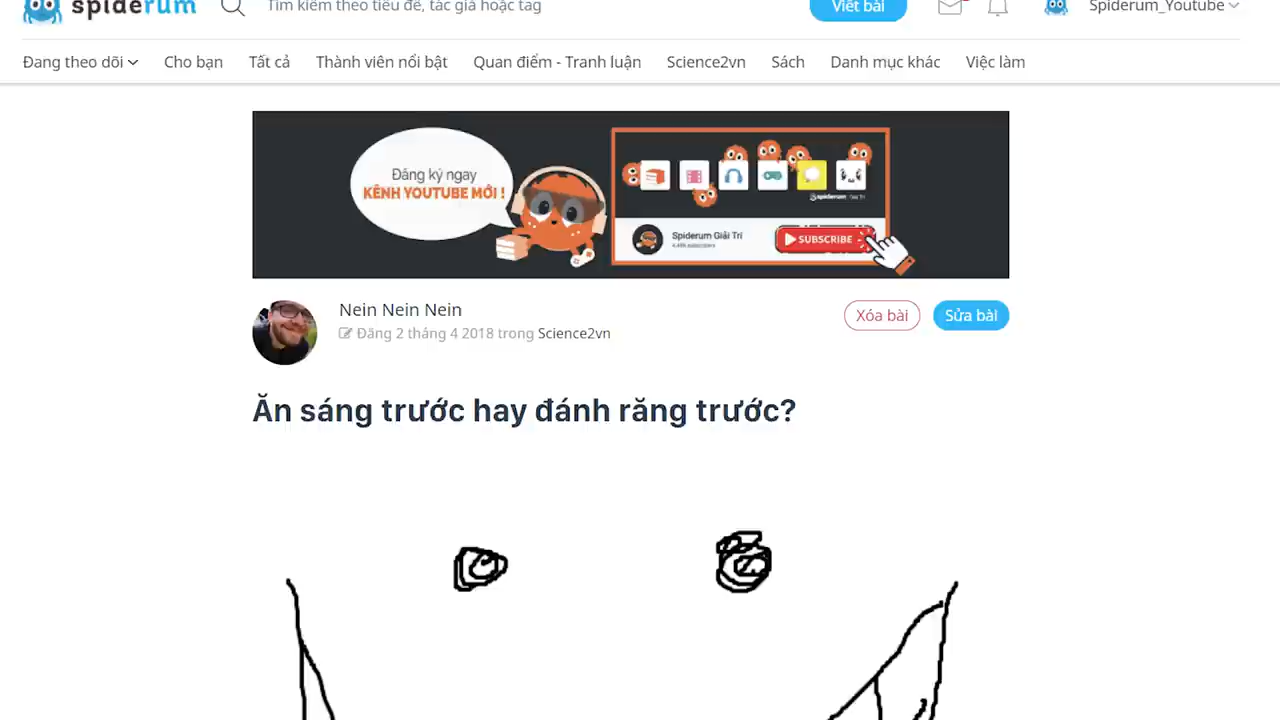 spiderum
Tìm kiếm theo tiêu đề, tác giả hoặc tag
Viết bài
Spiderum_Youtube
Đang theo dõi
Cho bạn
Tất cả
Thành viên nổi bật
Quan điểm - Tranh luận
Science2vn
Sách
Danh mục khác
Việc làm
Đăng ký ngay
KÊNH YOUTUBE MỚI !
spiderum
Spiderum Giải Trí
SUBSCRIBE
Nein Nein Nein
Đăng 2 tháng 4 2018 trong Science2vn
Xóa bài
Sửa bài
Ăn sáng trước hay đánh răng trước?